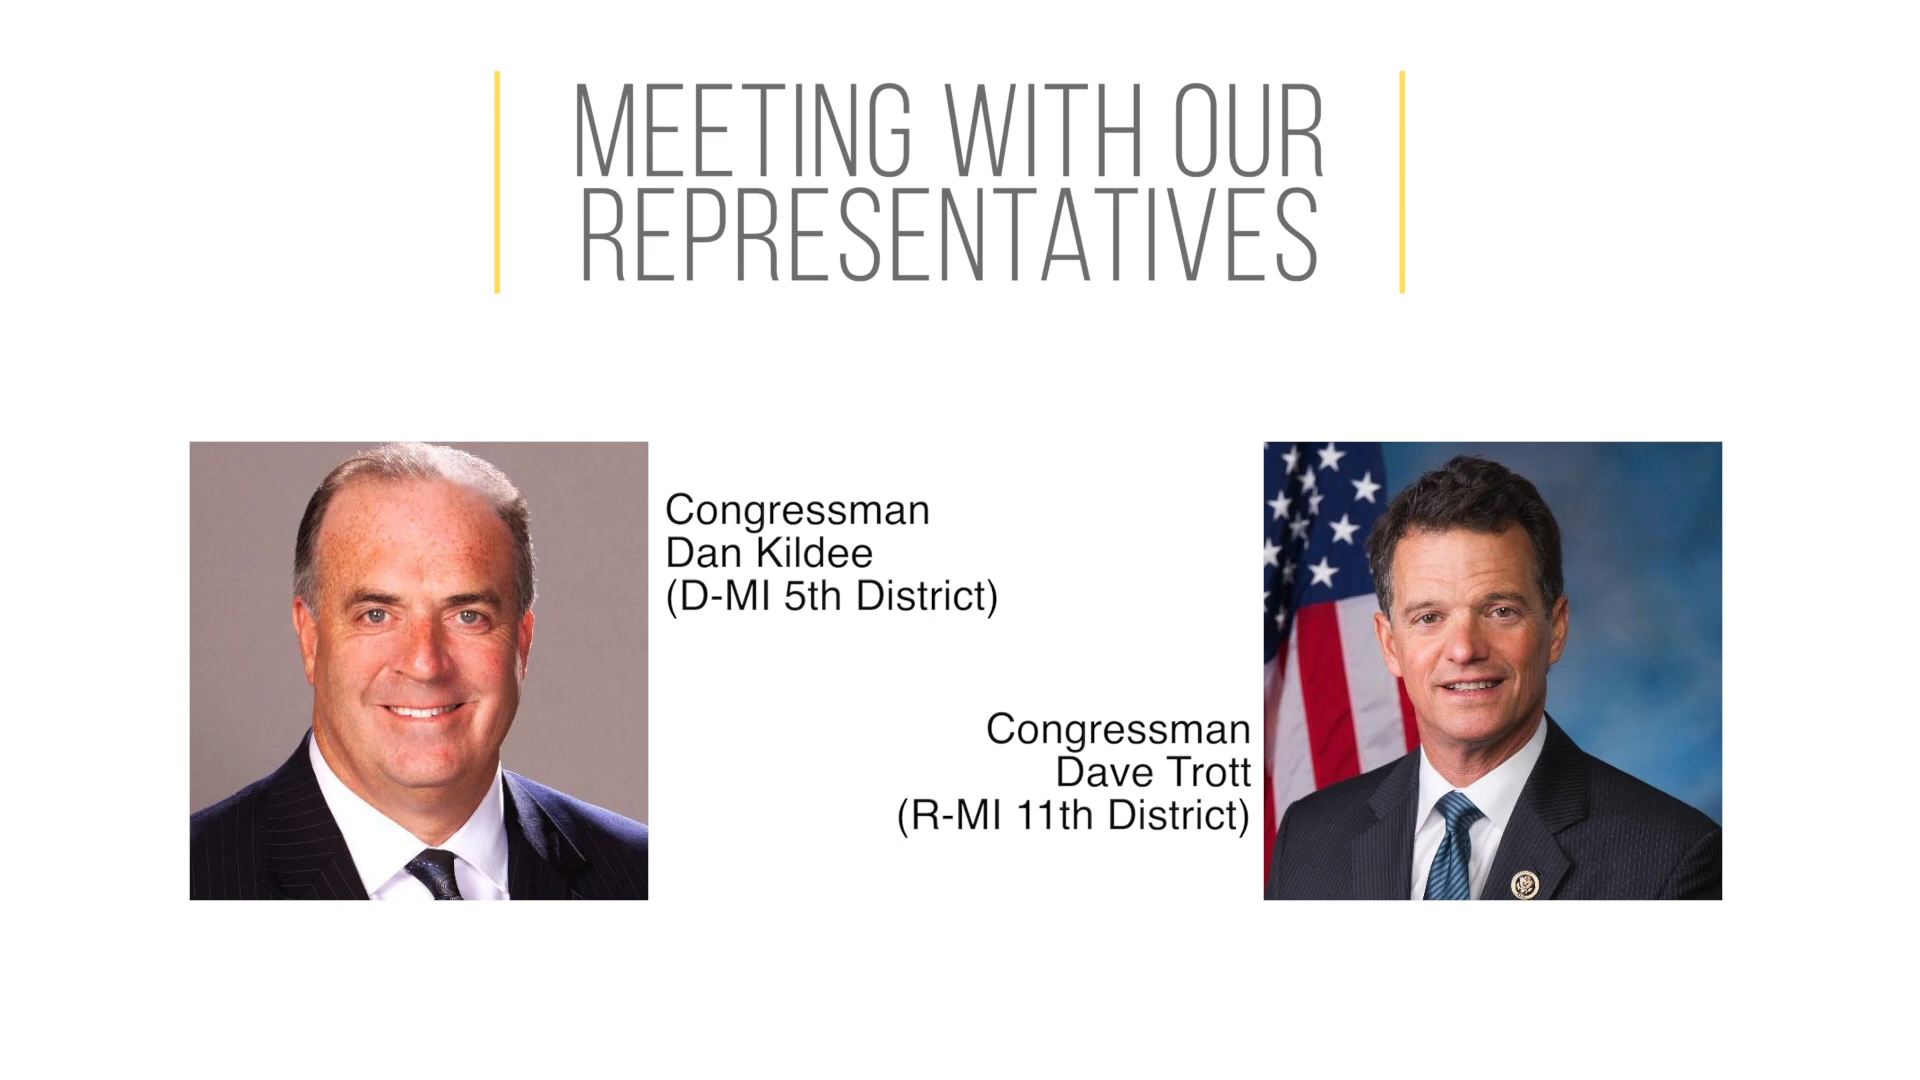 MEETING WITH OUR
REPRESENTATIVES
Congressman
Dan Kildee
(D-MI 5th District)
Congressman
Dave Trott
(R-MI 11th District)